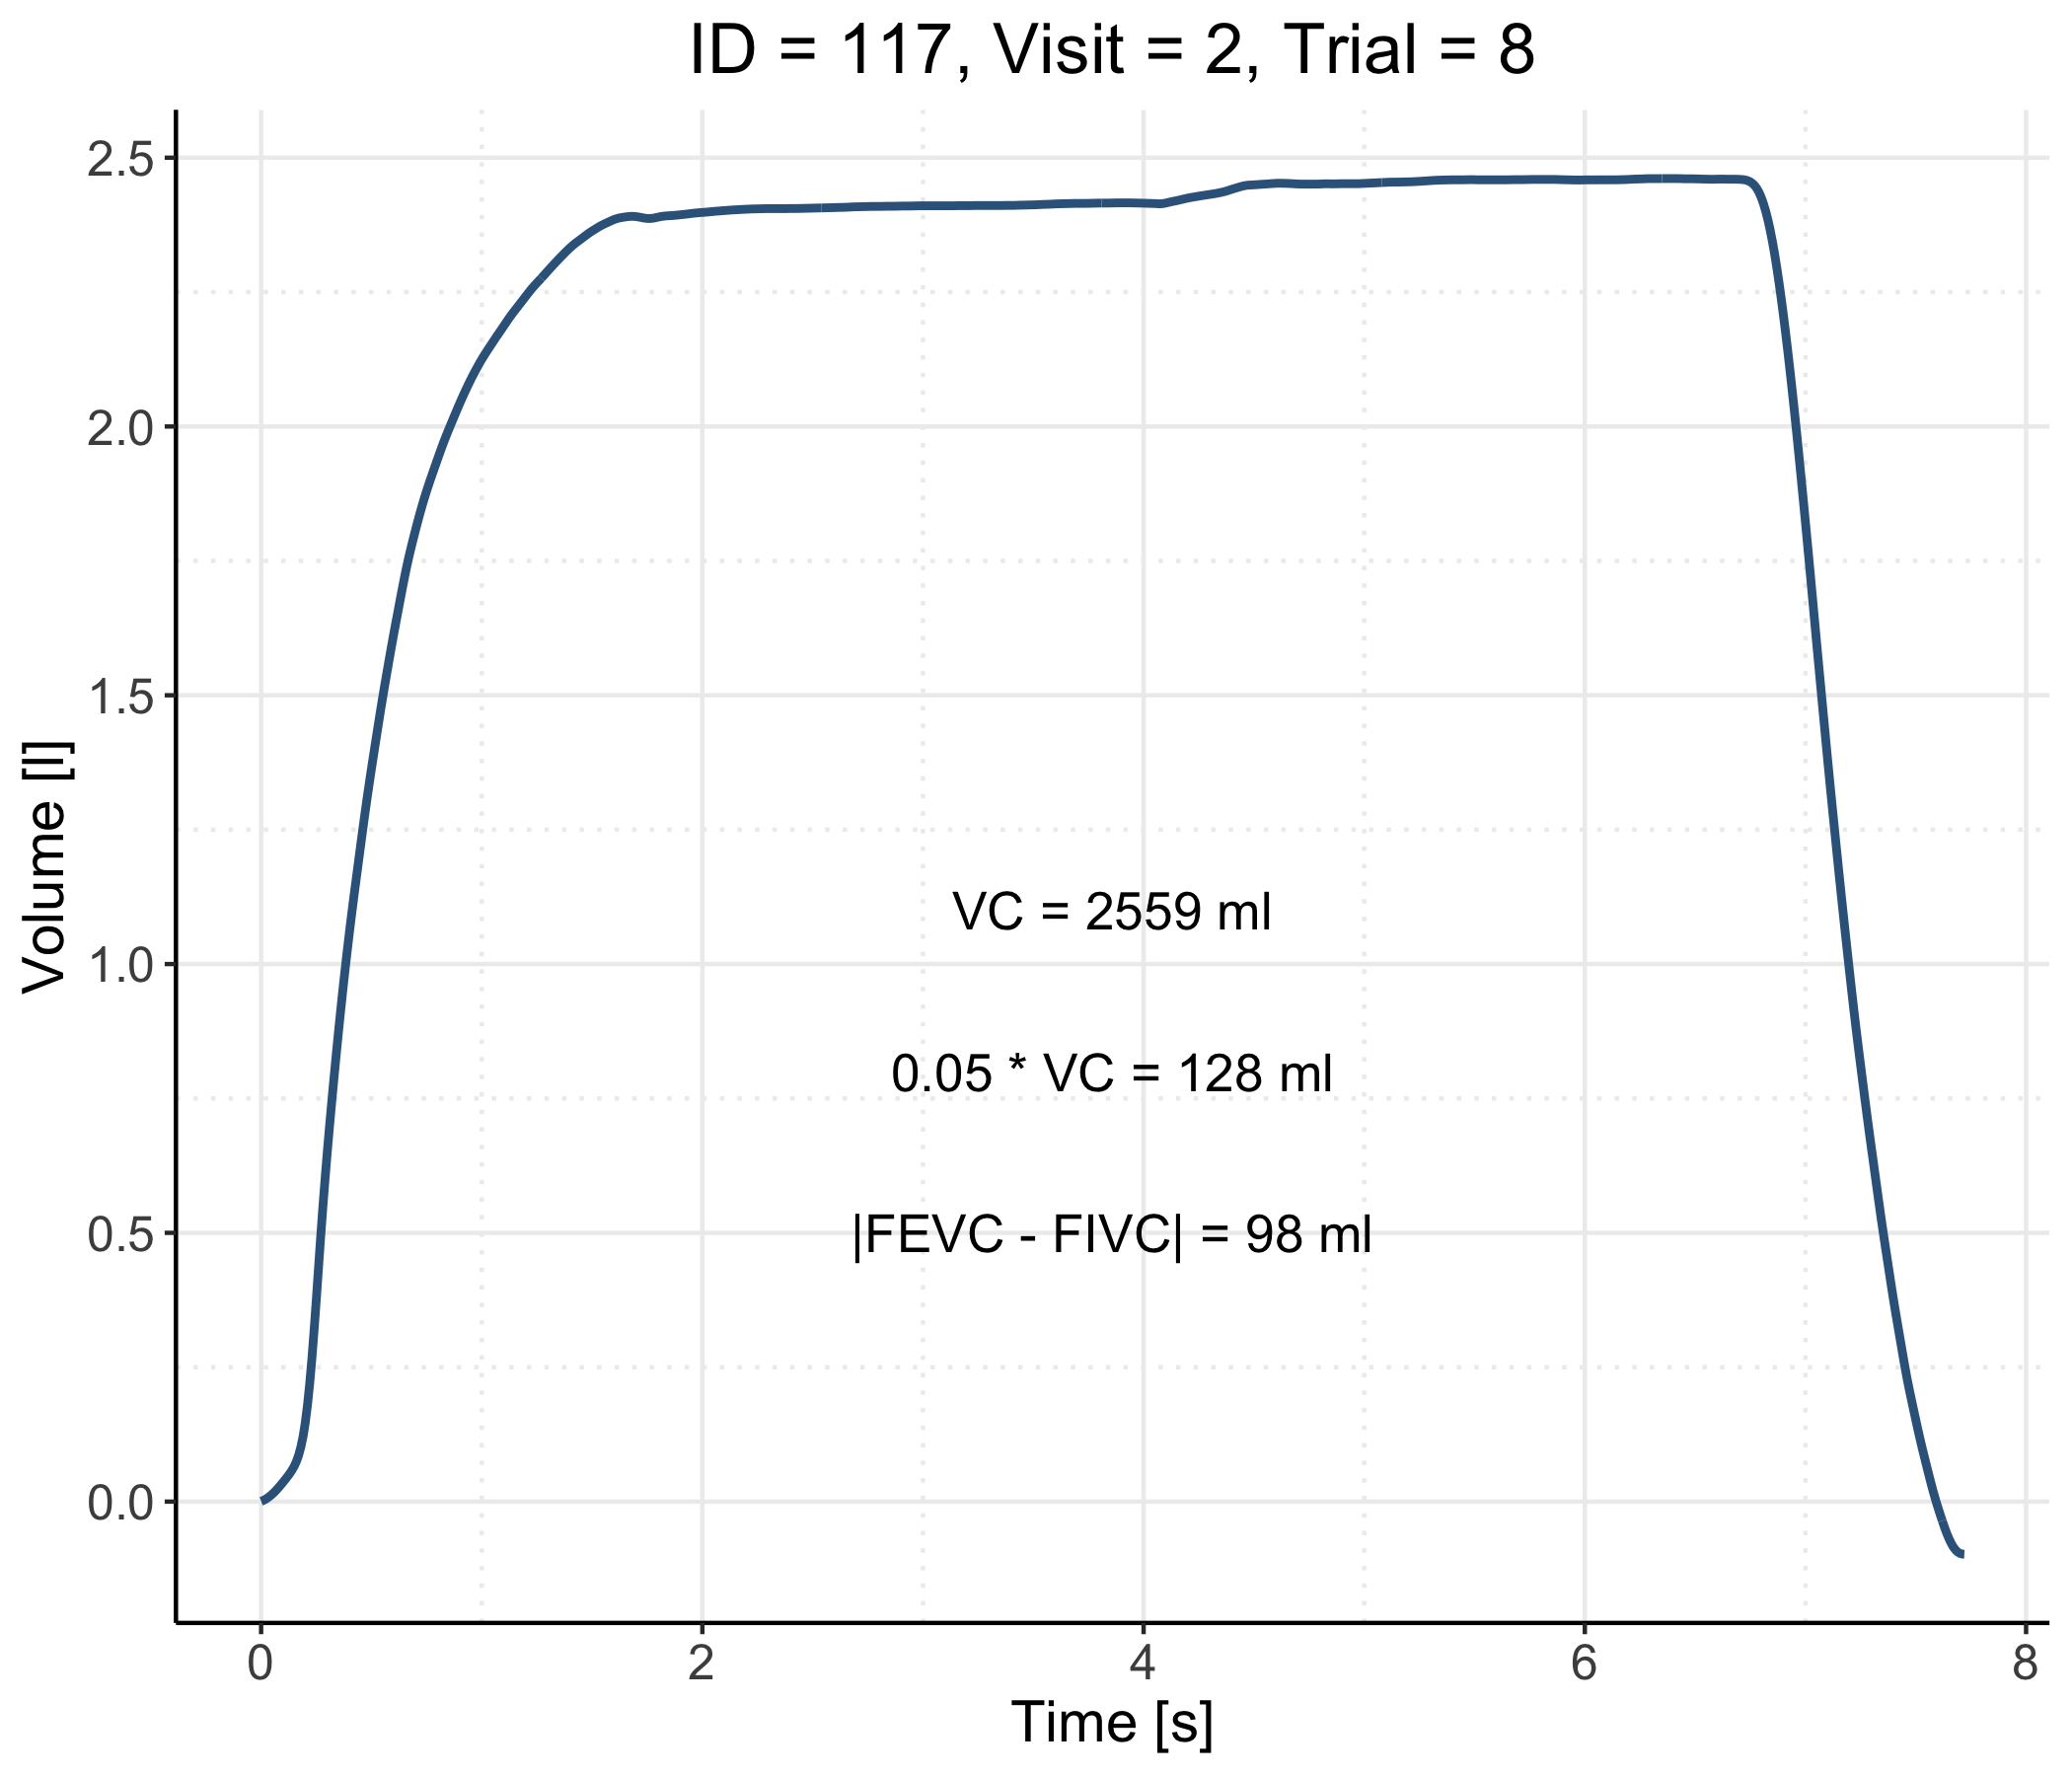 ID = 117, Visit = 2, Trial = 8
2.5
2.0
1.5
1.0
0.5
0.0
Volume [l]
VC = 2559 ml
0.05 * VC = 128 ml
|FEVC - FIVC| = 98 ml
0 2 4 6 8
Time [s]